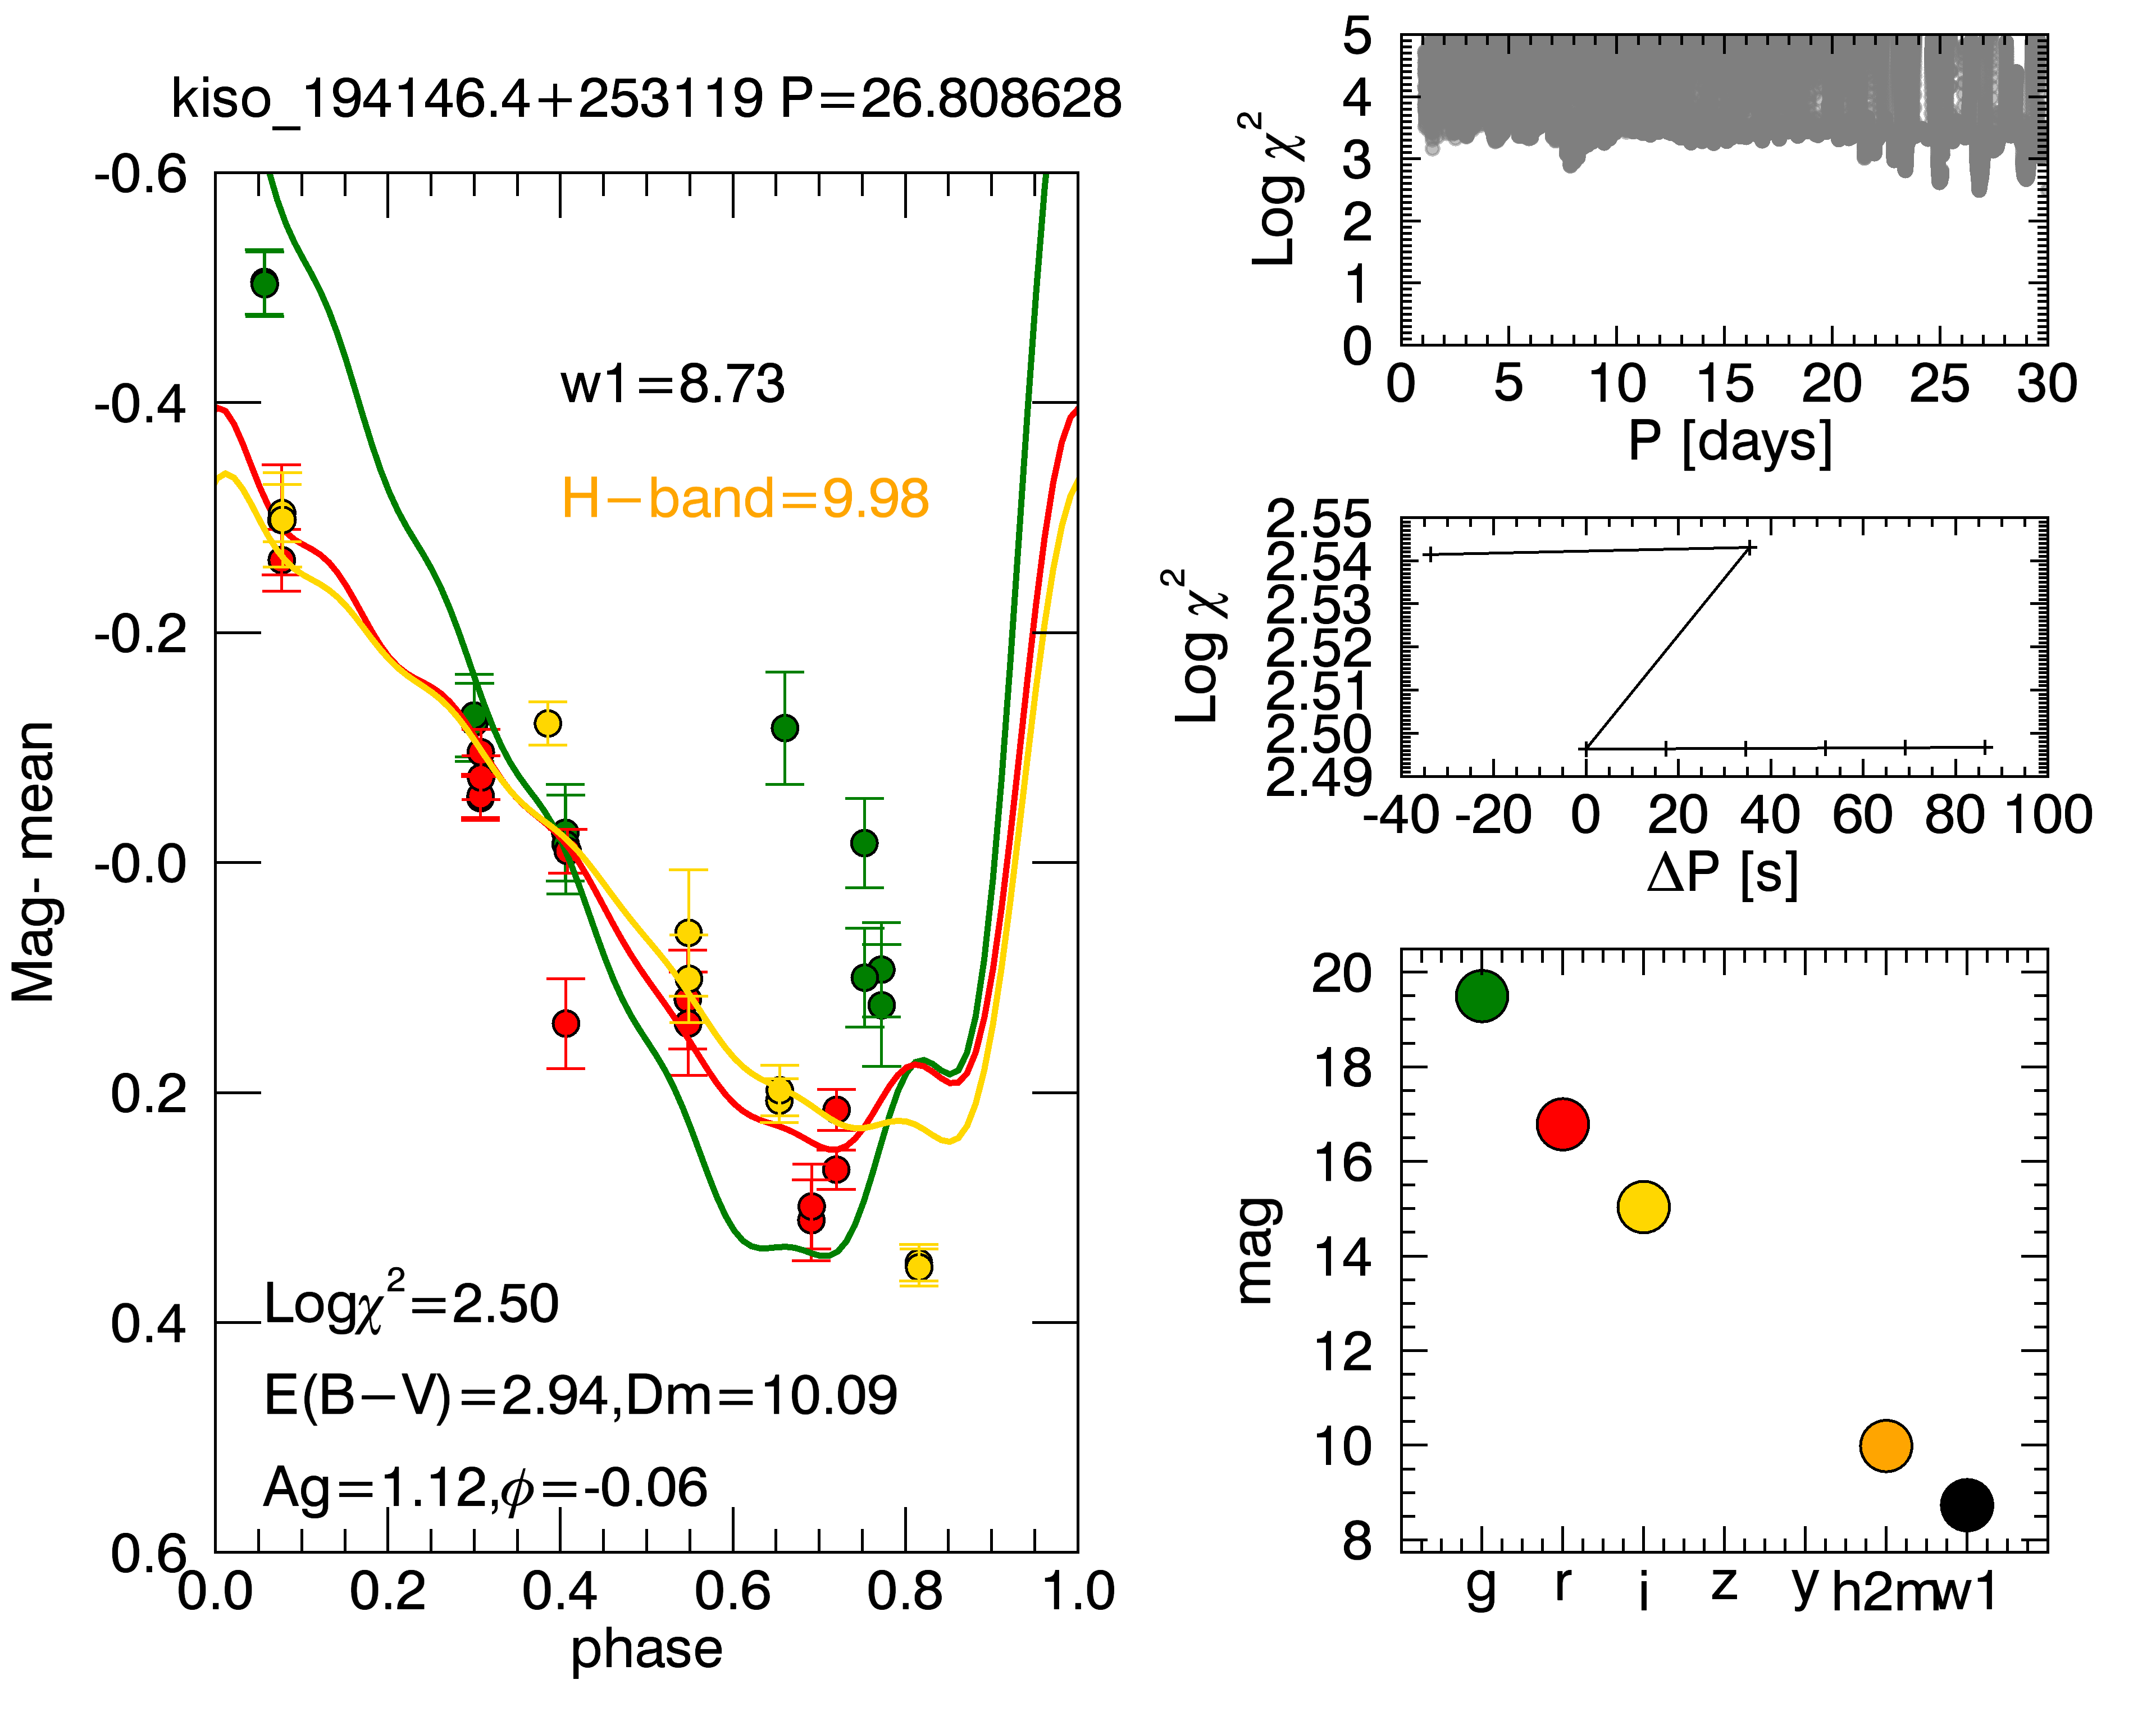 kiso_194146.4+253119 P=26.808628
-0.6
-0.4
-0.2
-0.0
0.2
0.4
0.6
Mag- mean
w1=8.73
H-band=9.98
Logχ²=2.50
E(B-V)=2.94,Dm=10.09
Ag=1.12,ϕ=-0.06
0.0 0.2 0.4 0.6 0.8 1.0
phase
5
4
3
2
1
0
Log χ²
0 5 10 15 20 25 30
P [days]
2.55
2.54
2.53
2.52
2.51
2.50
2.49
Log χ²
-40 -20 0 20 40 60 80 100
ΔP [s]
20
18
16
14
12
10
8
mag
g r i z y h2m w1